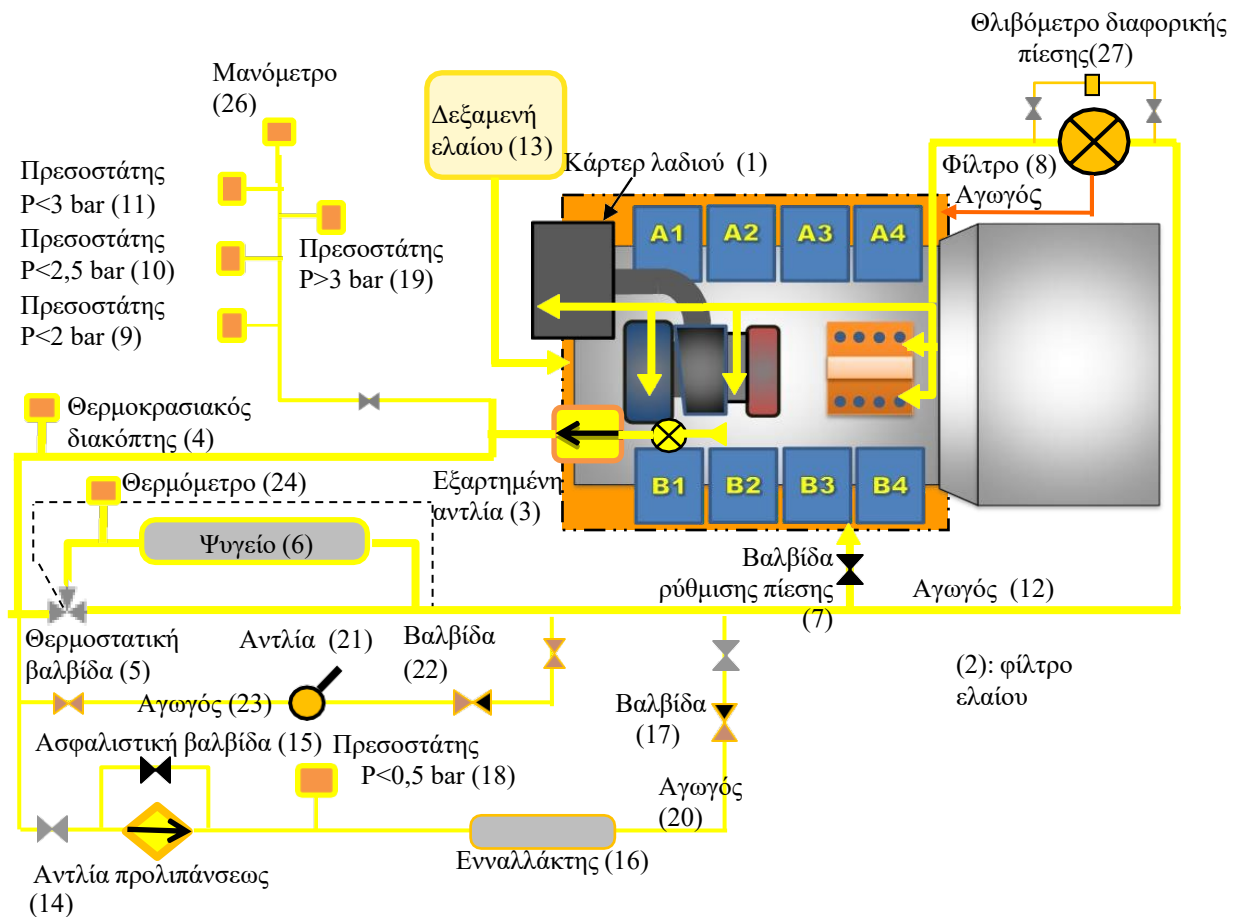 Θλιβόμετρο διαφορικής
πίεσης(27)
Μανόμετρο
(26)
Δεξαμενή
ελαίου (13)
Κάρτερ λαδιού (1)
Φίλτρο (8)
Αγωγός
Πρεσοστάτης
P<3 bar (11)
Πρεσοστάτης
P<2,5 bar (10)
Πρεσοστάτης
P>3 bar (19)
Πρεσοστάτης
P<2 bar (9)
A1
A2
A3
A4
Θερμοκρασιακός
διακόπτης (4)
Θερμόμετρο (24)
Εξαρτημένη
αντλία (3)
B1
B2
B3
B4
Ψυγείο (6)
Βαλβίδα
ρύθμισης πίεσης
(7)
Αγωγός (12)
Θερμοστατική
βαλβίδα (5)
Αντλία (21)
Βαλβίδα
(22)
(2): φίλτρο
ελαίου
Αγωγός (23)
Βαλβίδα
(17)
Ασφαλιστική βαλβίδα (15)
Πρεσοστάτης
P<0,5 bar (18)
Αγωγός
(20)
Ενναλλάκτης (16)
Αντλία προλιπάνσεως
(14)